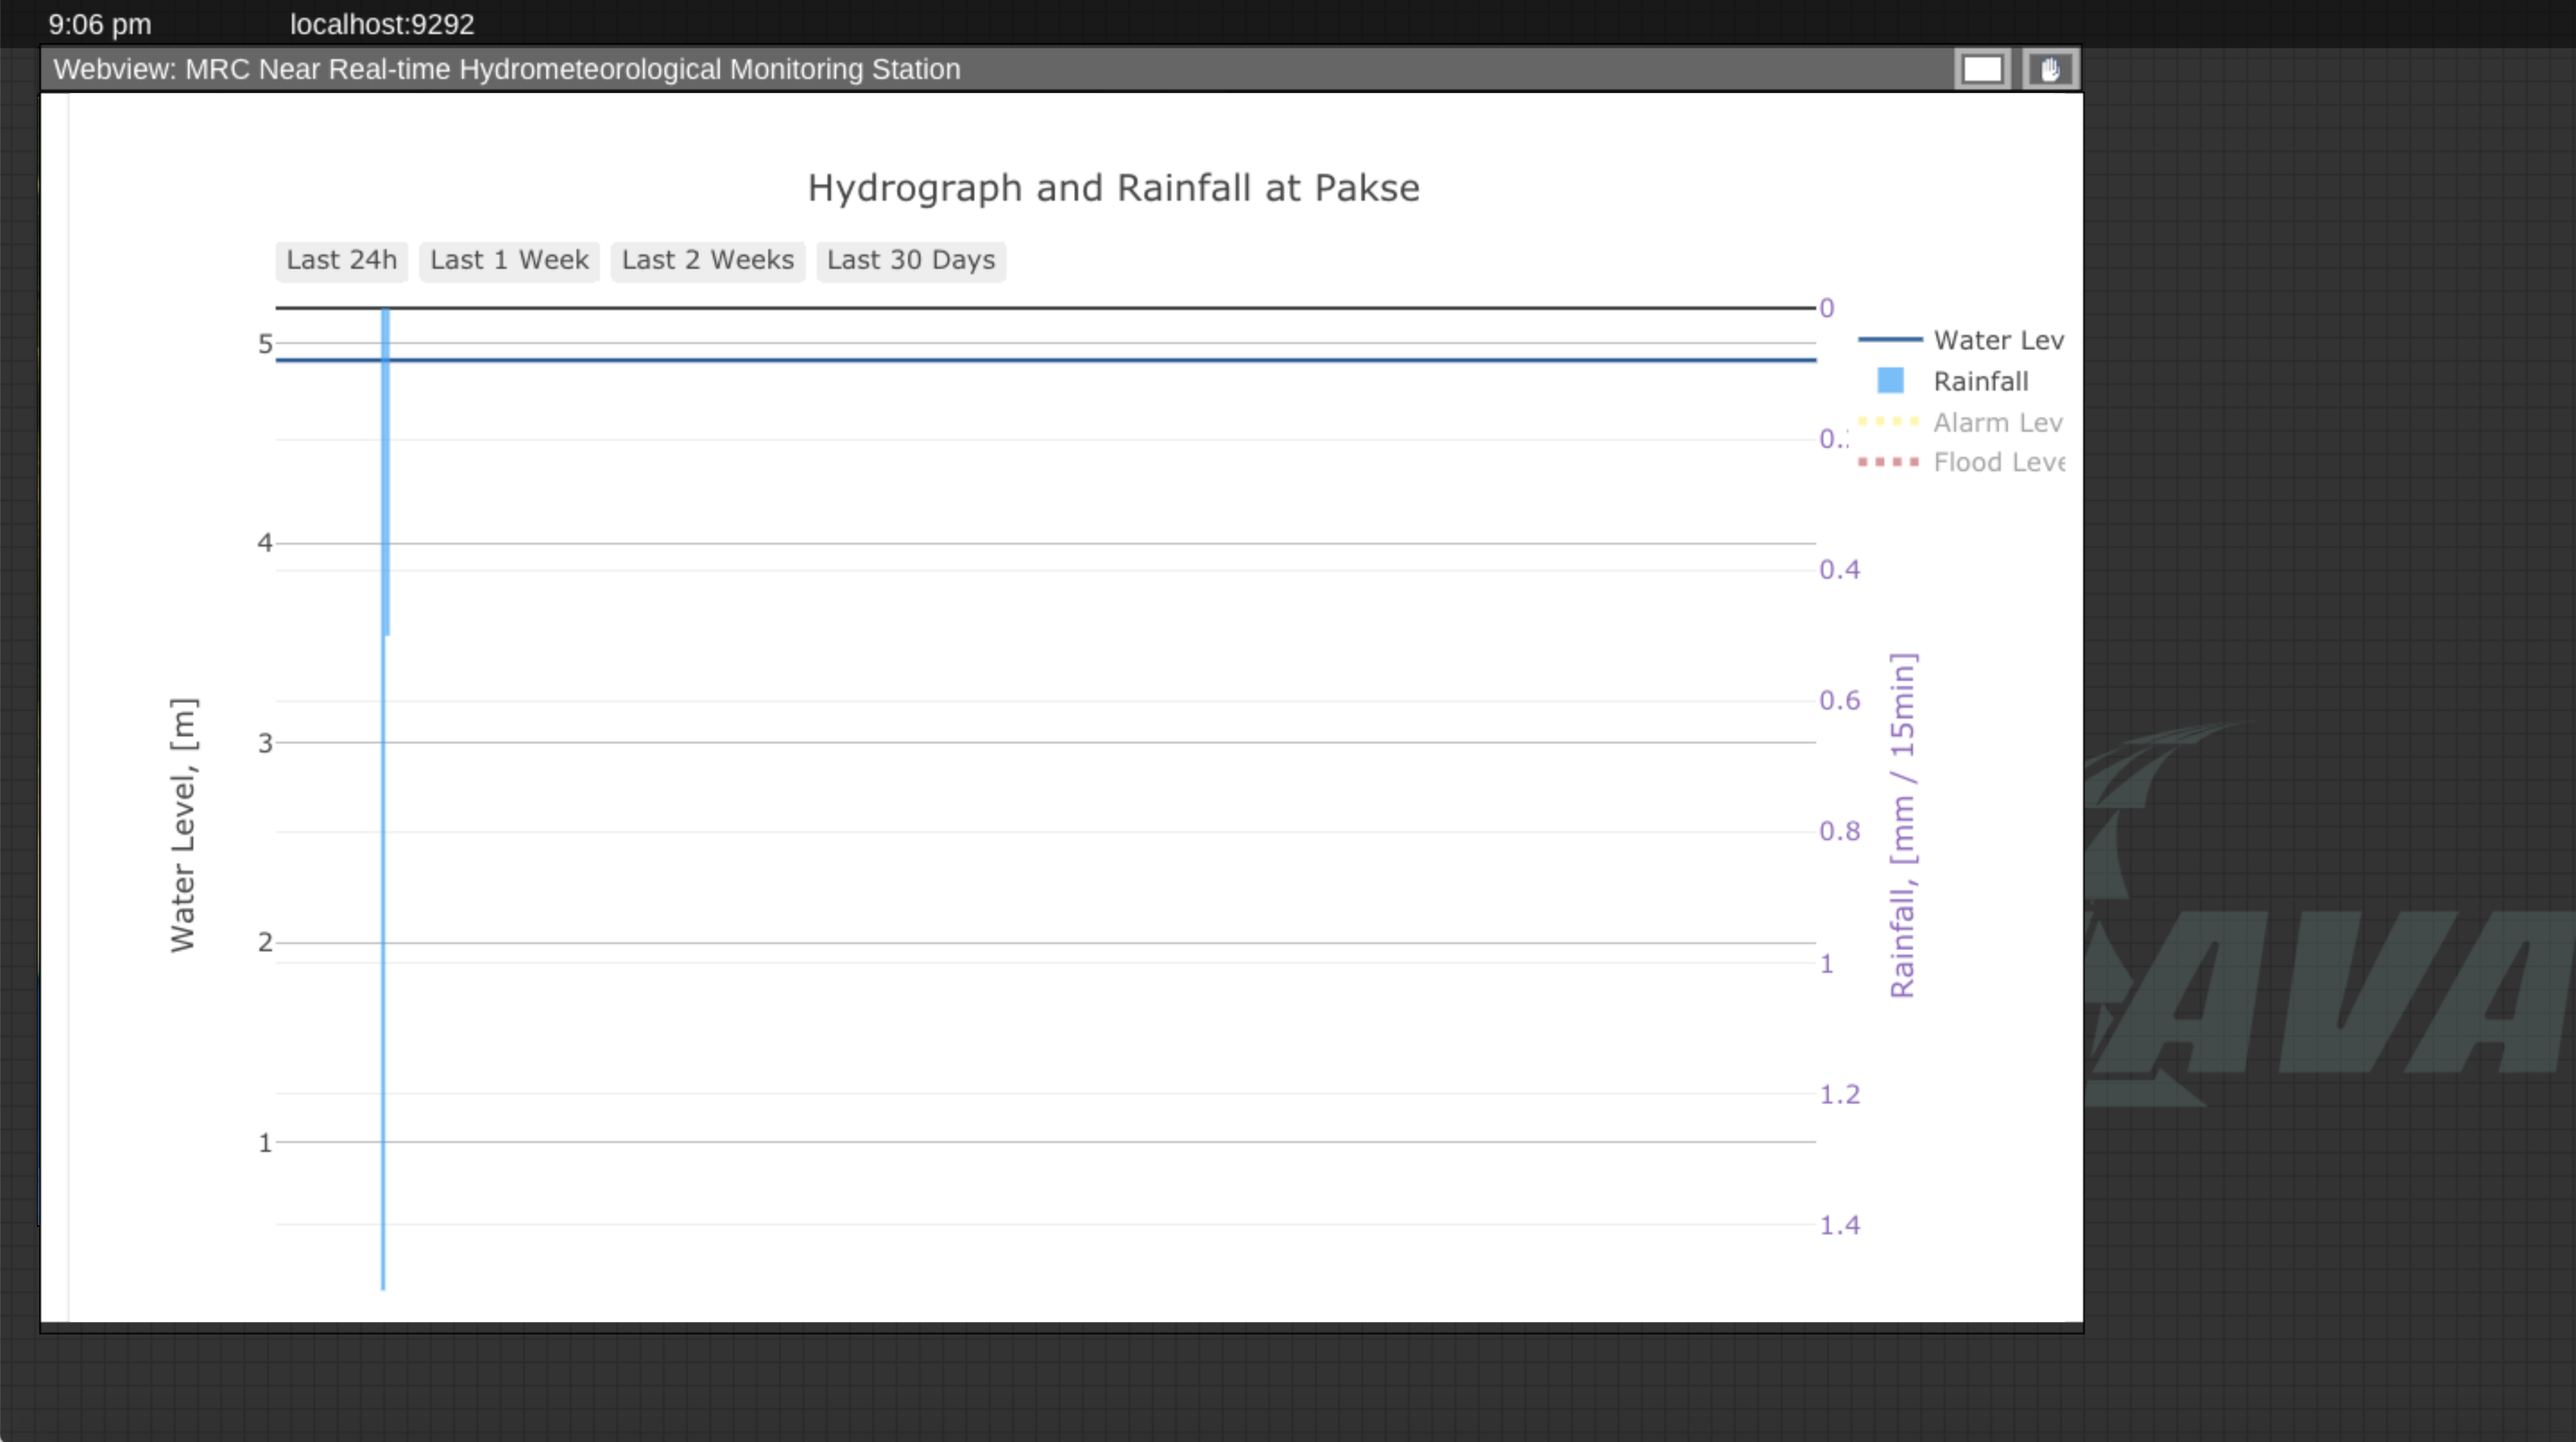 9:06 pm localhost:9292
Webview: MRC Near Real-time Hydrometeorological Monitoring Station
Hydrograph and Rainfall at Pakse
Last 24h Last 1 Week Last 2 Weeks Last 30 Days
0
5
Water Lev
Rainfall
Alarm Lev
0.
Flood Leve
4
0.4
0.6
3
0.8
2
1
1.2
1
1.4
Water Level, [m]
Rainfall, [mm / 15min]
AVA